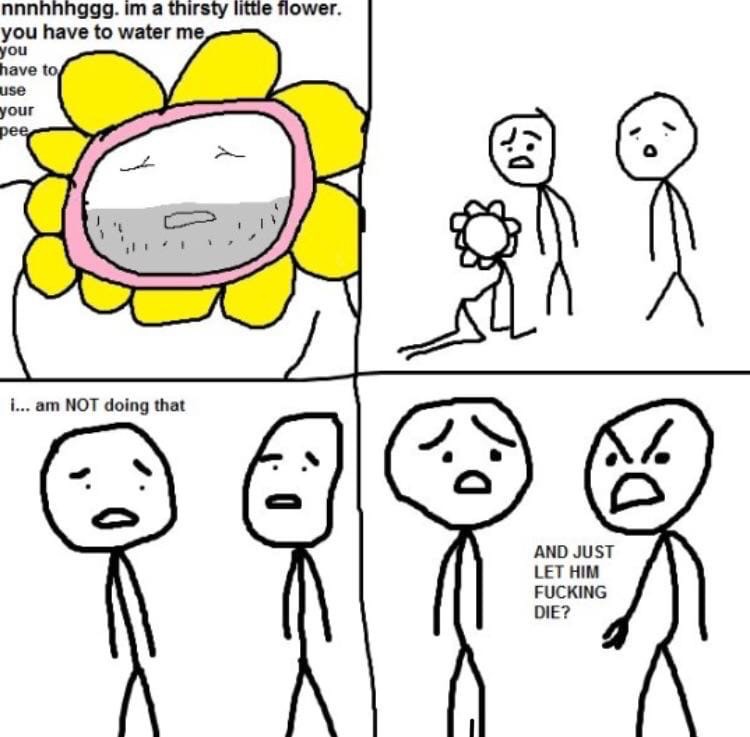 nnnhhhggg. im a thirsty little flower.
you have to water me
you
have to
use
your
pee
i... am NOT doing that
AND JUST
LET HIM
FUCKING
DIE?